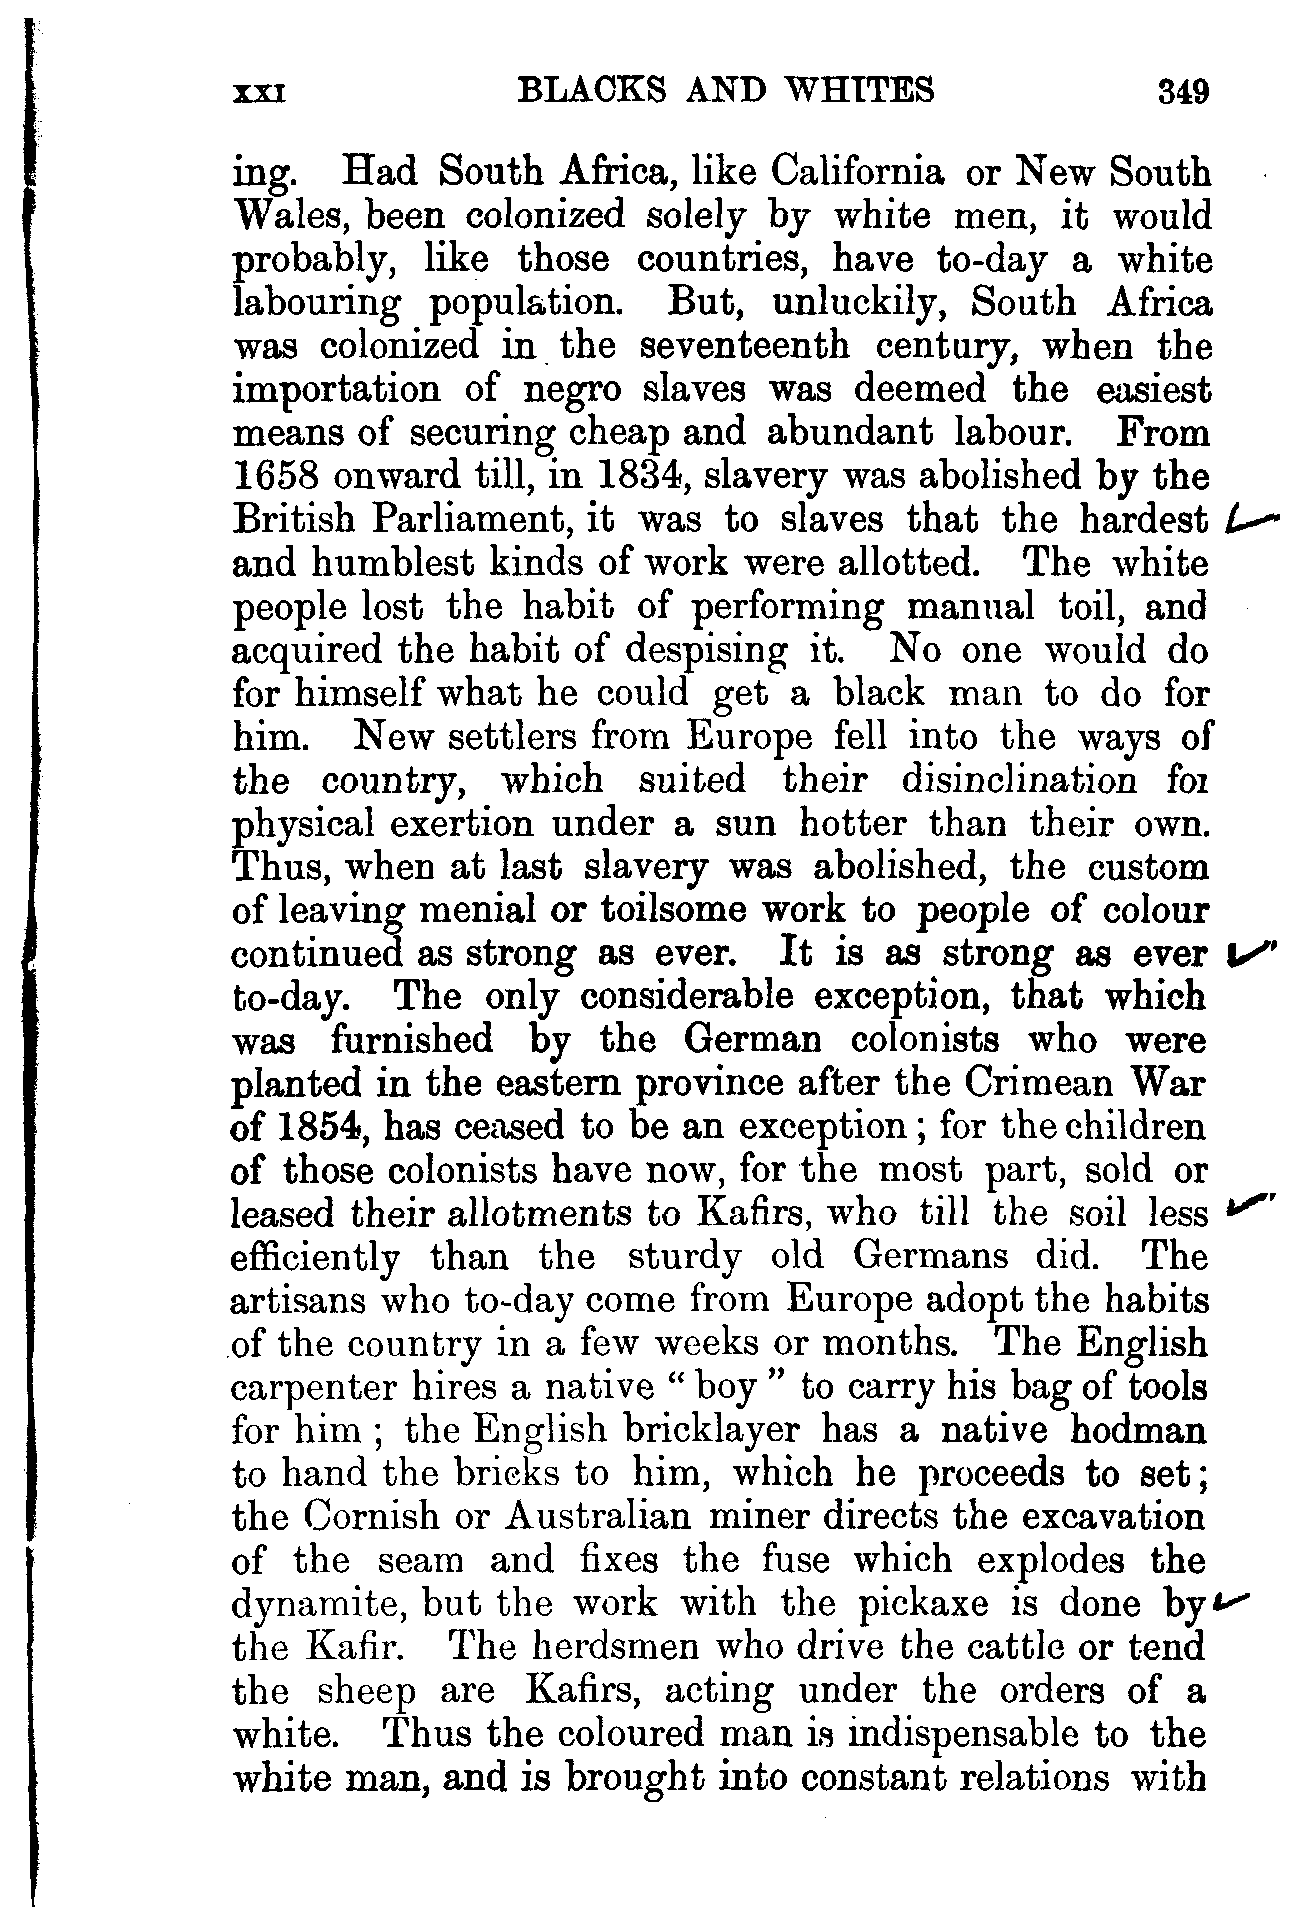 XXI BLACKS AND WHITES 349
ing. Had South Africa, like California or New South
Wales, been colonized solely by white men, it would
probably, like those countries, have to-day a white
labouring population. But, unluckily, South Africa
was colonized in the seventeenth century, when the
importation of negro slaves was deemed the easiest
means of securing cheap and abundant labour. From
1658 onward till, in 1834, slavery was abolished by the
British Parliament, it was to slaves that the hardest
and humblest kinds of work were allotted. The white
people lost the habit of performing manual toil, and
acquired the habit of despising it. No one would do
for himself what he could get a black man to do for
him. New settlers from Europe fell into the ways of
the country, which suited their disinclination for
physical exertion under a sun hotter than their own.
Thus, when at last slavery was abolished, the custom
of leaving menial or toilsome work to people of colour
continued as strong as ever. It is as strong as ever
to-day. The only considerable exception, that which
was furnished by the German colonists who were
planted in the eastern province after the Crimean War
of 1854, has ceased to be an exception; for the children
of those colonists have now, for the most part, sold or
leased their allotments to Kafirs, who till the soil less
efficiently than the sturdy old Germans did. The
artisans who to-day come from Europe adopt the habits
of the country in a few weeks or months. The English
carpenter hires a native “boy” to carry his bag of tools
for him; the English bricklayer has a native hodman
to hand the bricks to him, which he proceeds to set;
the Cornish or Australian miner directs the excavation
of the seam and fixes the fuse which explodes the
dynamite, but the work with the pickaxe is done by
the Kafir. The herdsmen who drive the cattle or tend
the sheep are Kafirs, acting under the orders of a
white. Thus the coloured man is indispensable to the
white man, and is brought into constant relations with